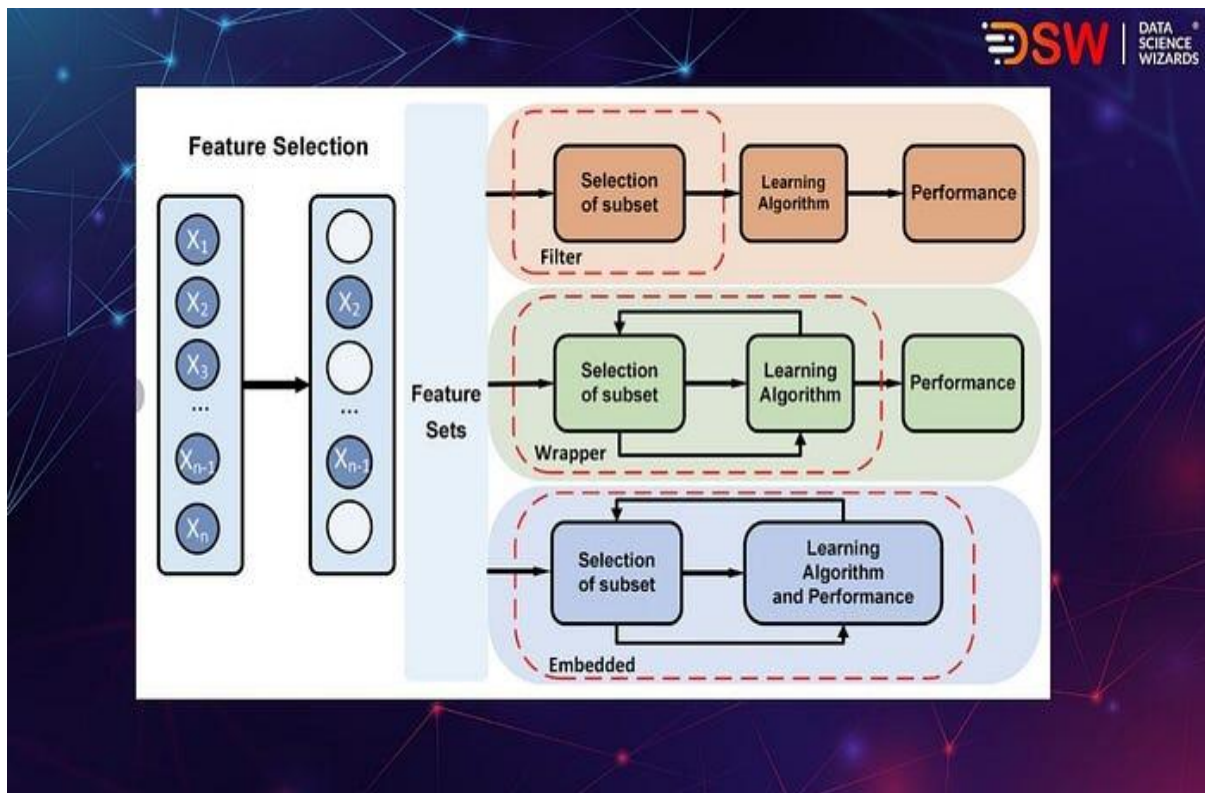 DSW
DATA
SCIENCE
WIZARDS
®
Feature Selection
X1
X2
X3
...
Xn-1
Xn
X2
...
Xn-1
Feature
Sets
Selection
of subset
Learning
Algorithm
Performance
Filter
Selection
of subset
Learning
Algorithm
Performance
Wrapper
Selection
of subset
Learning
Algorithm
and Performance
Embedded